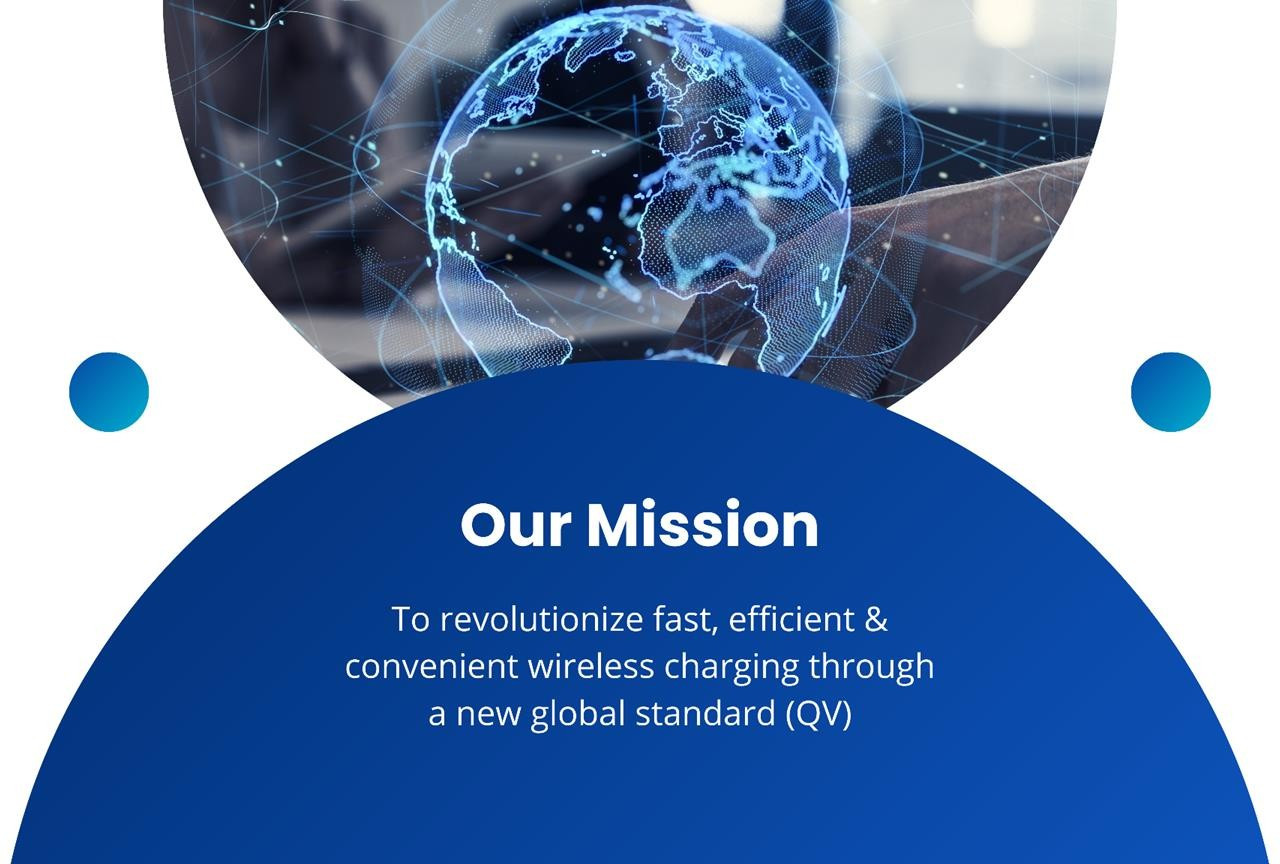 Our Mission
To revolutionize fast, efficient &
convenient wireless charging through
a new global standard (QV)